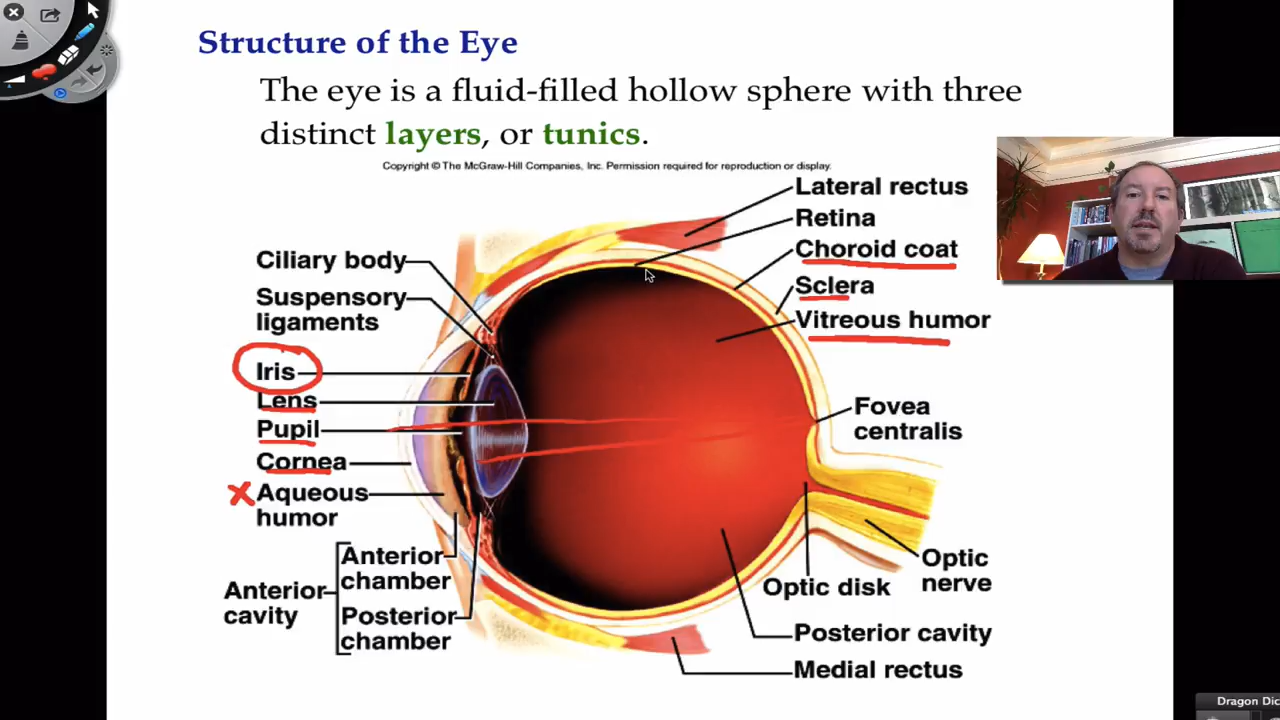 Structure of the Eye
The eye is a fluid-filled hollow sphere with three
distinct layers, or tunics.
Copyright © The McGraw-Hill Companies, Inc. Permission required for reproduction or display.
Lateral rectus
Retina
Choroid coat
Sclera
Vitreous humor
Ciliary body
Suspensory
ligaments
Iris
Lens
Pupil
Cornea
Aqueous
humor
Anterior
cavity
Anterior
chamber
Posterior
chamber
Fovea
centralis
Optic
nerve
Optic disk
Posterior cavity
Medial rectus
Dragon Dic